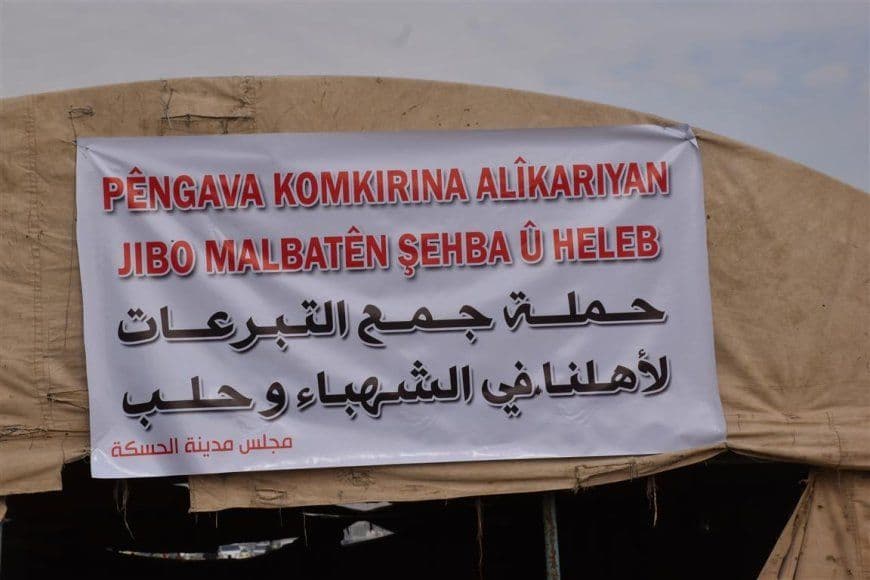 PÊNGAVA KOMKIRINA ALÎKARIYAN
JIBO MALBATÊN ŞEHBA Û HELEB
حملة جمع التبرعات
لأهلنا في الشهباء وحلب
مجلس مدينة الحسكة